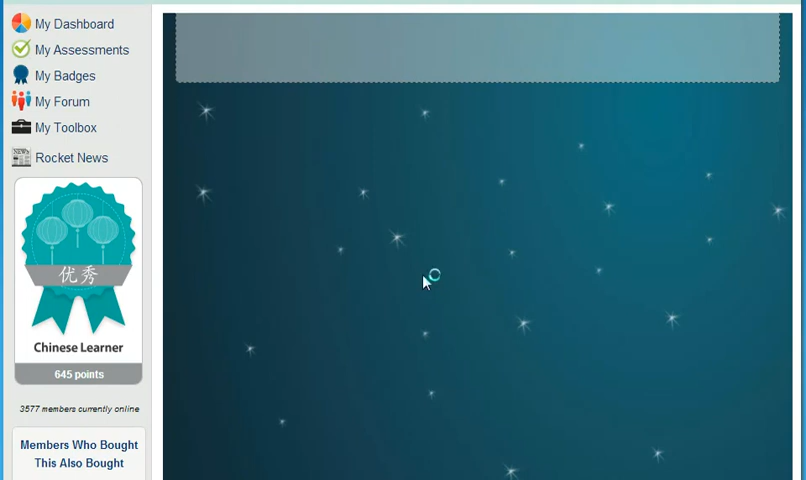 My Dashboard
My Assessments
My Badges
My Forum
My Toolbox
NEWS
Rocket News
优秀
Chinese Learner
645 points
3577 members currently online
Members Who Bought
This Also Bought